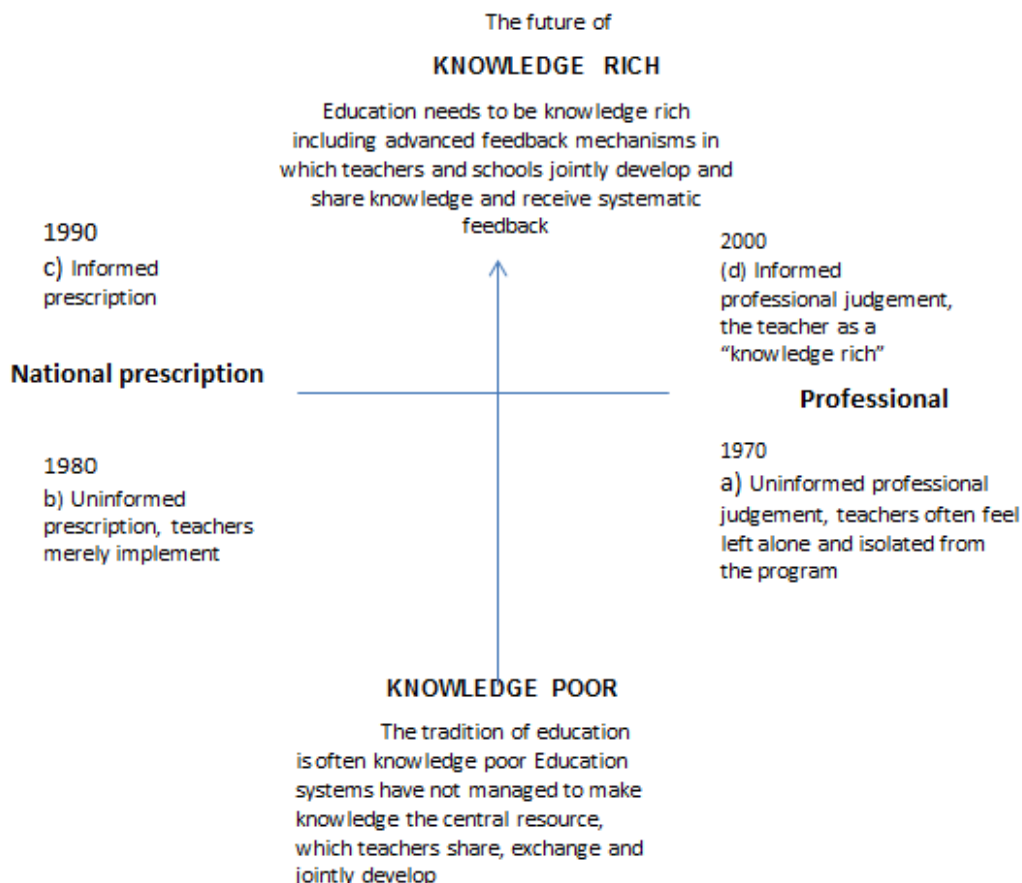 The future of
KNOWLEDGE RICH
Education needs to be knowledge rich
including advanced feedback mechanisms in
which teachers and schools jointly develop and
share knowledge and receive systematic
feedback
1990
c) Informed
prescription
2000
(d) Informed
professional judgement,
the teacher as a
“knowledge rich”
National prescription
Professional
1980
b) Uninformed
prescription, teachers
merely implement
1970
a) Uninformed professional
judgement, teachers often feel
left alone and isolated from
the program
KNOWLEDGE POOR
The tradition of education
is often knowledge poor Education
systems have not managed to make
knowledge the central resource,
which teachers share, exchange and
jointly develop